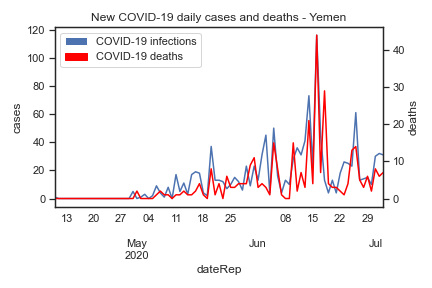 New COVID-19 daily cases and deaths - Yemen
COVID-19 infections
COVID-19 deaths
cases
120
100
80
60
40
20
0
deaths
40
30
20
10
0
13 20 27 04 11 18 25 08 15 22 29
May Jun Jul
2020
dateRep